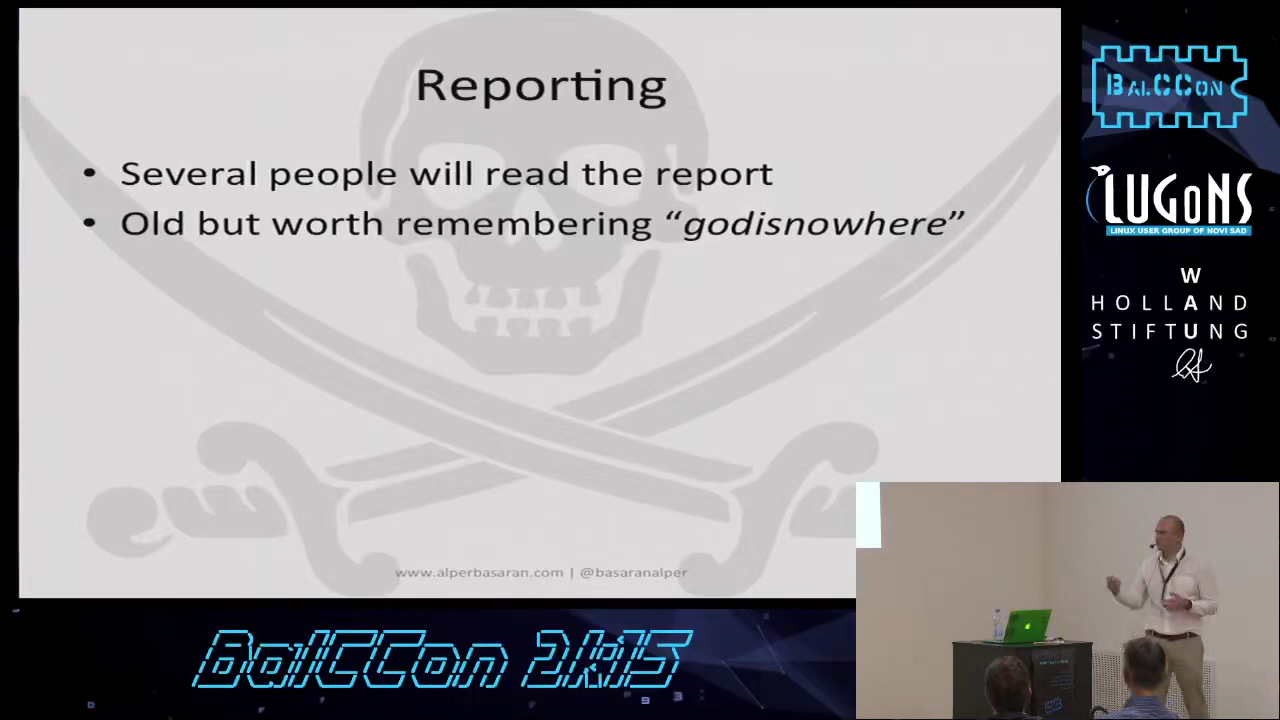 Reporting
• Several people will read the report
• Old but worth remembering “godisnowhere”
www.alperbasaran.com | @basaranalper
BALCCON
LUGoNS
LINUX USER GROUP OF NOVI SAD
W
HOLLAND
STIFTUNG
BalCCon 2k15